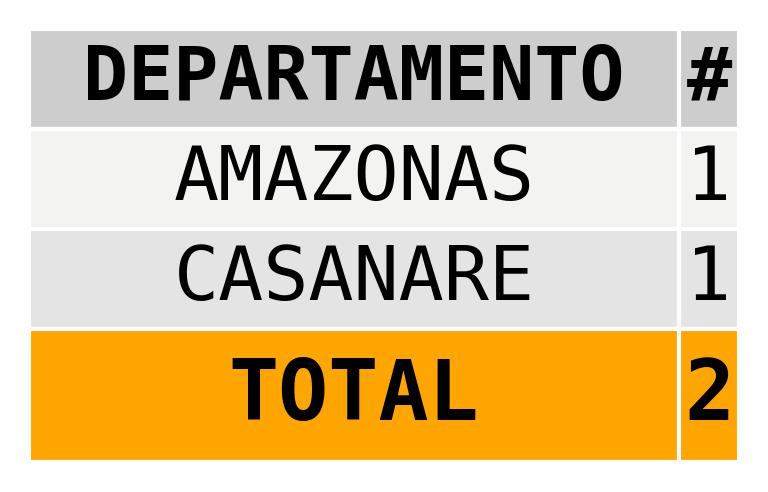 DEPARTAMENTO #
AMAZONAS 1
CASANARE 1
TOTAL 2